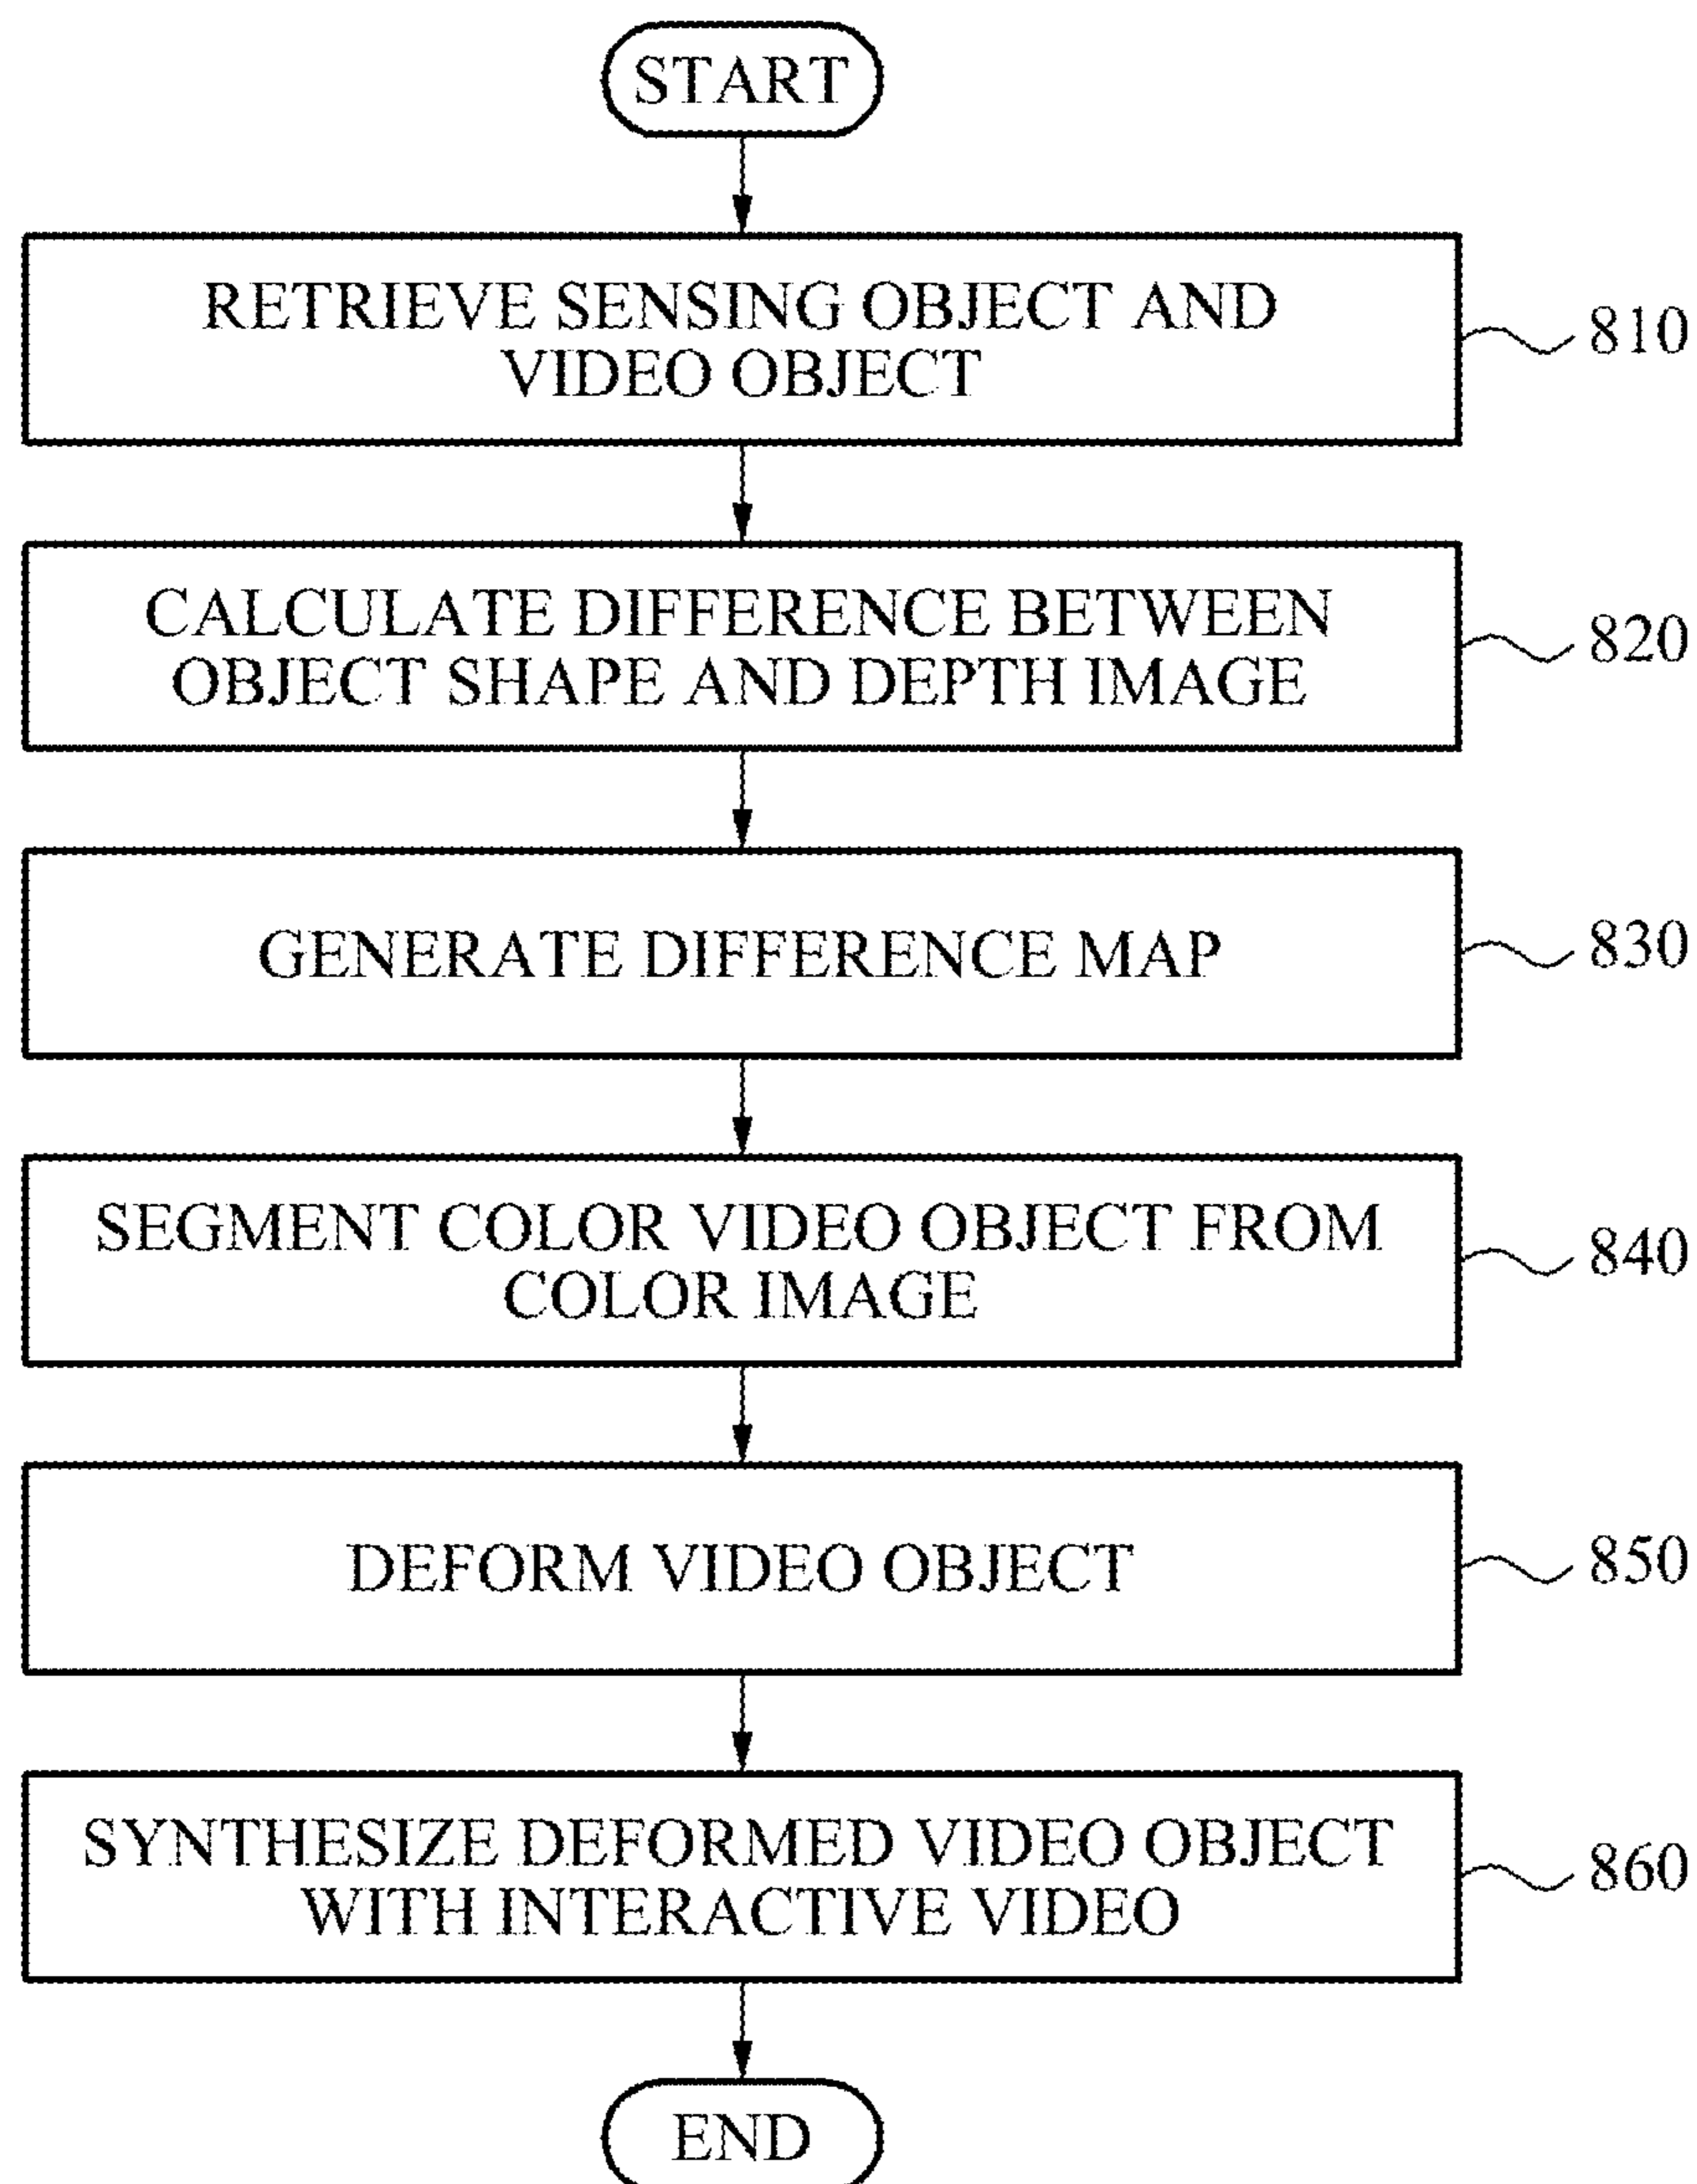 START
RETRIEVE SENSING OBJECT AND
VIDEO OBJECT
810
CALCULATE DIFFERENCE BETWEEN
OBJECT SHAPE AND DEPTH IMAGE
820
GENERATE DIFFERENCE MAP
830
SEGMENT COLOR VIDEO OBJECT FROM
COLOR IMAGE
840
DEFORM VIDEO OBJECT
850
SYNTHESIZE DEFORMED VIDEO OBJECT
WITH INTERACTIVE VIDEO
860
END